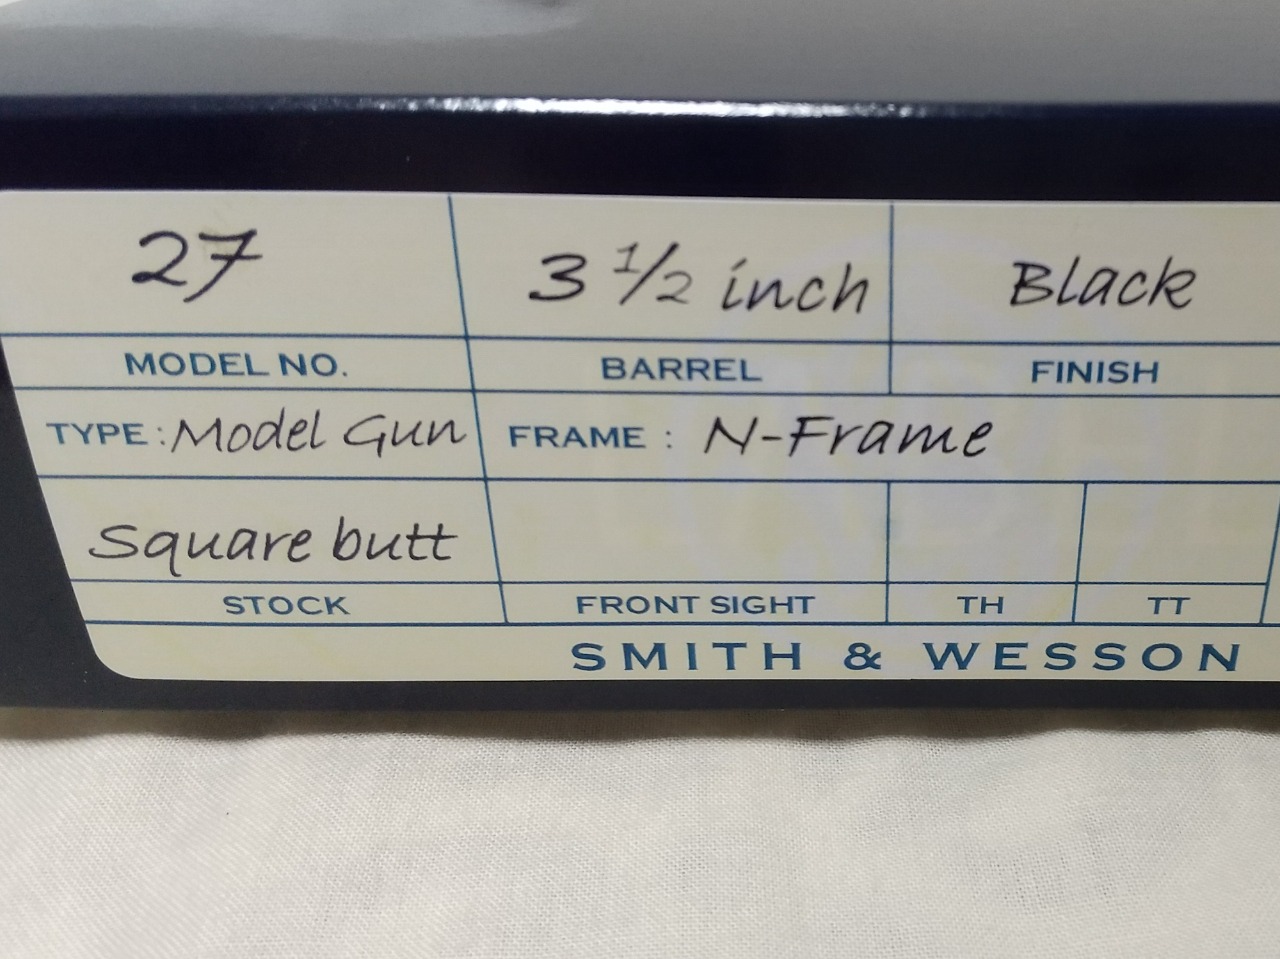 27 3 1/2 inch Black
MODEL NO. BARREL FINISH
TYPE : Model Gun FRAME : N-Frame
Square butt
STOCK FRONT SIGHT TH TT
SMITH & WESSON